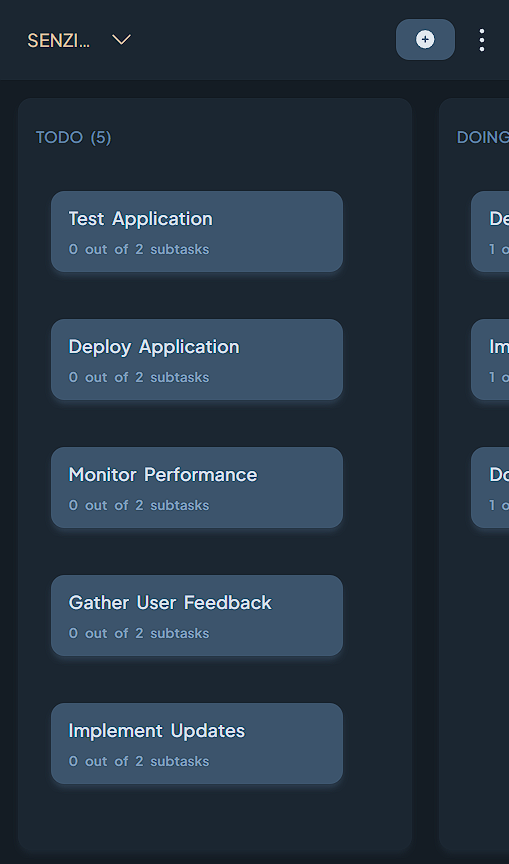 SENZI...
TODO (5)
Test Application
0 out of 2 subtasks
Deploy Application
0 out of 2 subtasks
Monitor Performance
0 out of 2 subtasks
Gather User Feedback
0 out of 2 subtasks
Implement Updates
0 out of 2 subtasks
DOING
De
1 o
Im
1 o
Do
1 o